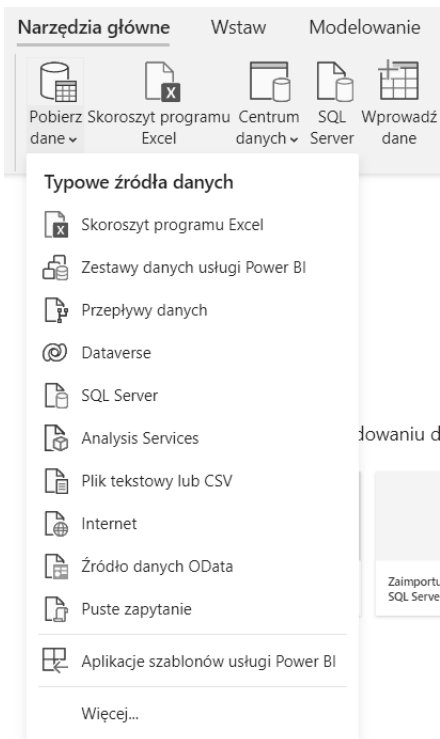 Narzędzia główne Wstaw Modelowanie
Pobierz dane
Skoroszyt programu Excel
Centrum danych
SQL Server
Wprowadź dane
Typowe źródła danych
Skoroszyt programu Excel
Zestawy danych usługi Power BI
Przepływy danych
Dataverse
SQL Server
Analysis Services
Plik tekstowy lub CSV
Internet
Źródło danych OData
Puste zapytanie
Aplikacje szablonów usługi Power BI
Więcej...
dowaniu d
Zaimportu
SQL Serve